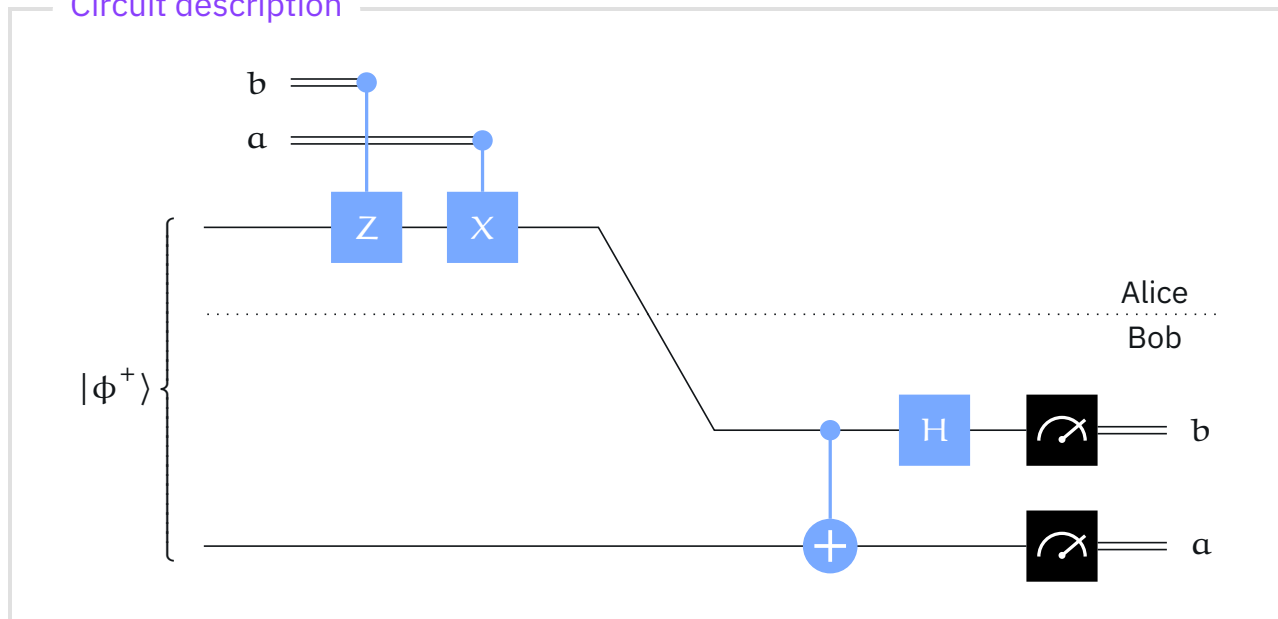 Circuit description
b
a
Z X
Alice
Bob
|ϕ⁺⟩
H b
a